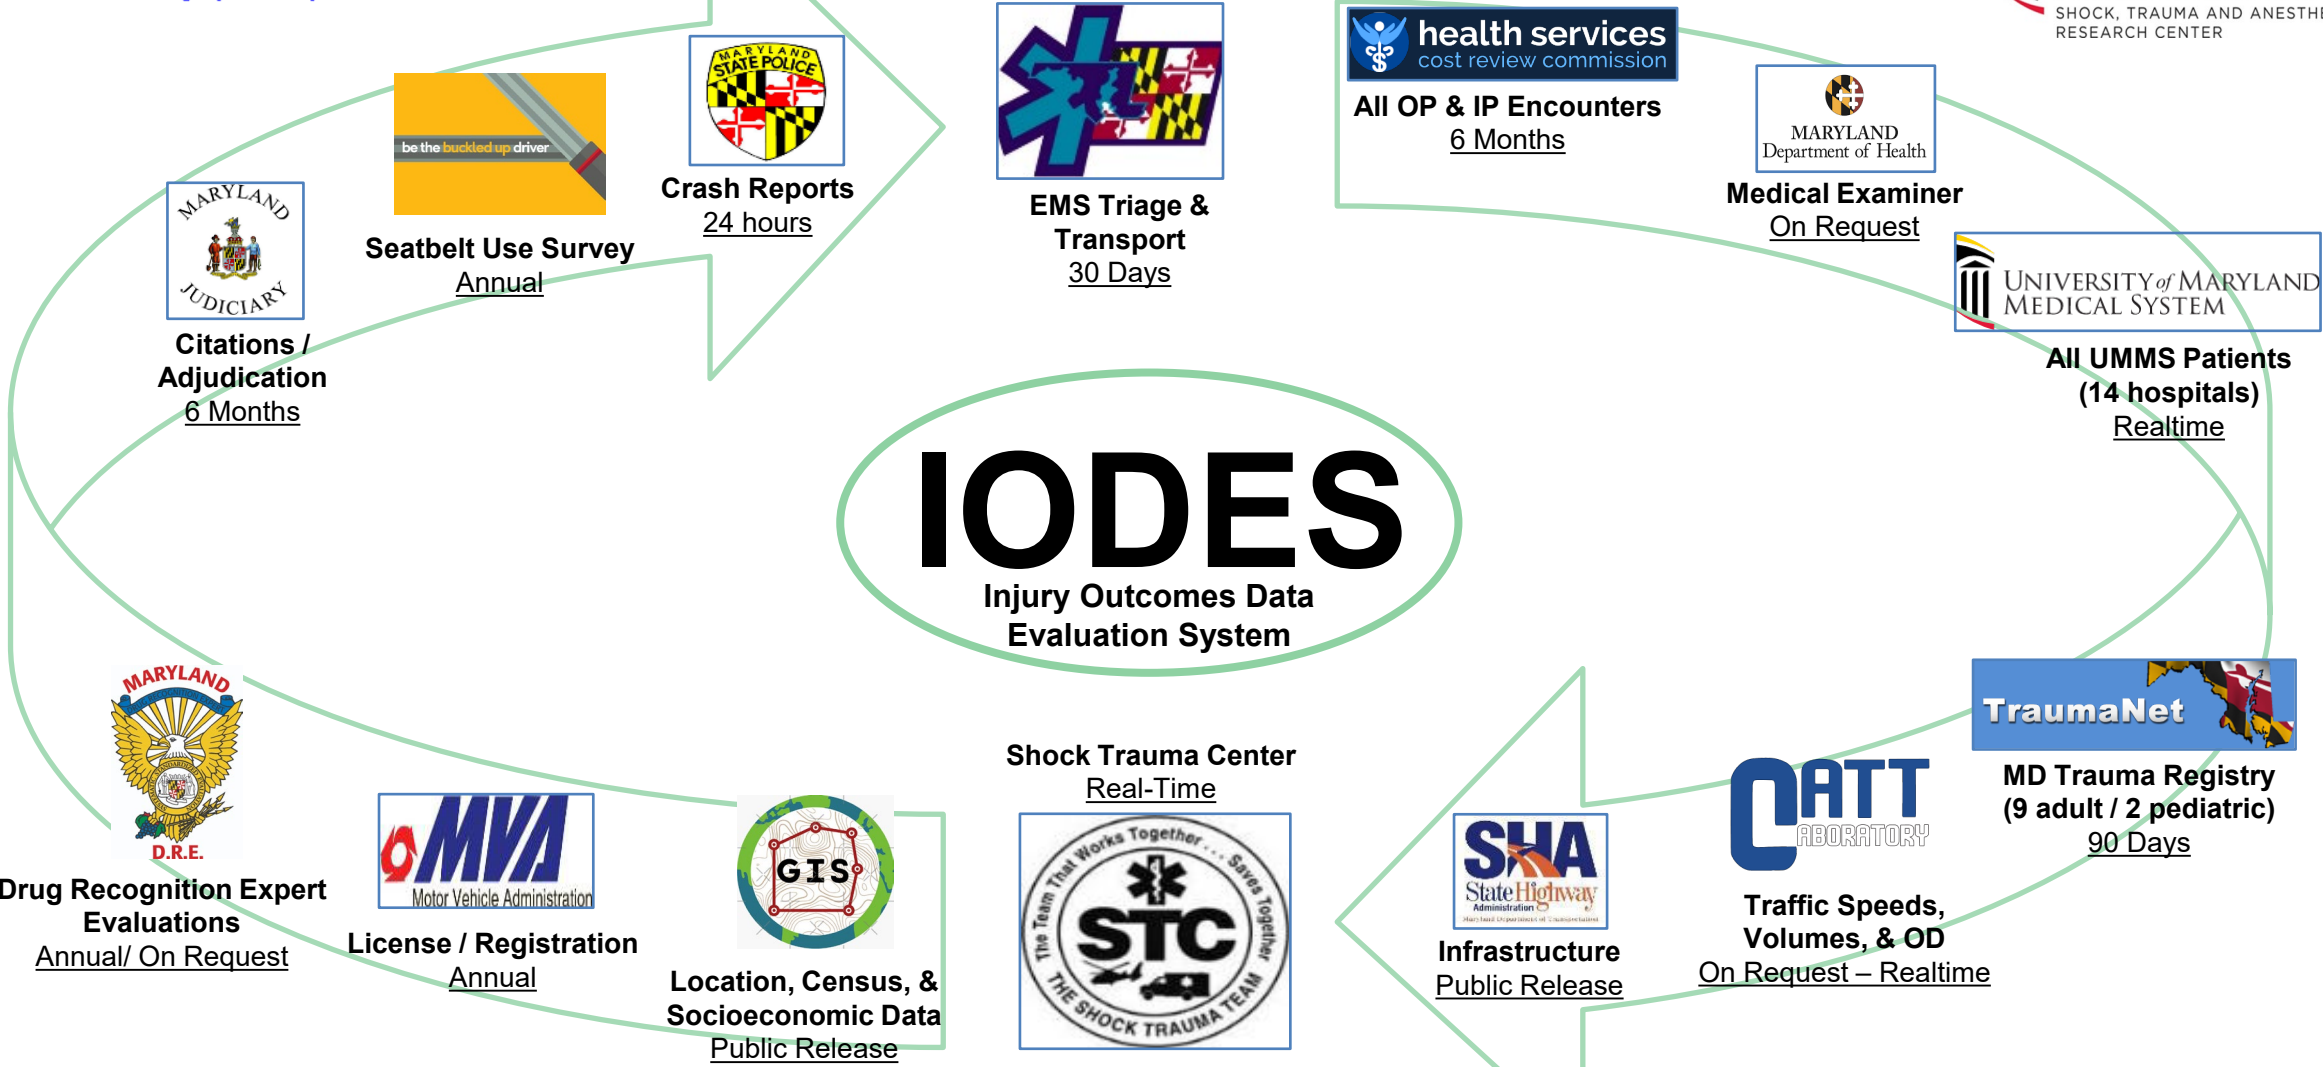 SHOCK, TRAUMA AND ANESTHE
RESEARCH CENTER
MARYLAND
STATE POLICE
Crash Reports
24 hours
be the buckled up driver
Seatbelt Use Survey
Annual
MARYLAND
JUDICIARY
Citations /
Adjudication
6 Months
EMS Triage &
Transport
30 Days
health services
cost review commission
All OP & IP Encounters
6 Months
MARYLAND
Department of Health
Medical Examiner
On Request
UNIVERSITY of MARYLAND
MEDICAL SYSTEM
All UMMS Patients
(14 hospitals)
Realtime
IODES
Injury Outcomes Data
Evaluation System
MARYLAND
D.R.E.
Drug Recognition Expert
Evaluations
Annual/ On Request
MVA
Motor Vehicle Administration
License / Registration
Annual
GIS
Location, Census, &
Socioeconomic Data
Public Release
Shock Trauma Center
Real-Time
The Team That Works Together . . . Saves Together
STC
THE SHOCK TRAUMA TEAM
SHA
State Highway
Administration
Maryland Department of Transportation
Infrastructure
Public Release
CATT
LABORATORY
Traffic Speeds,
Volumes, & OD
On Request – Realtime
TraumaNet
MD Trauma Registry
(9 adult / 2 pediatric)
90 Days